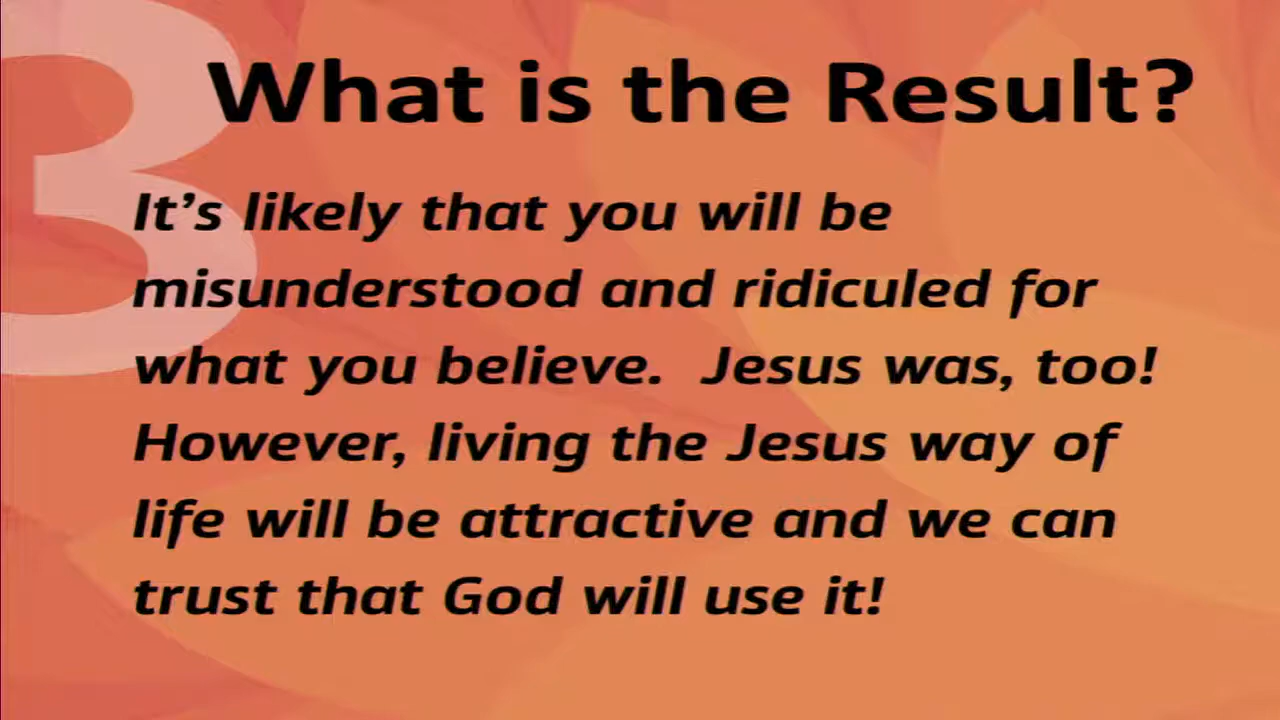 3
What is the Result?
It’s likely that you will be
misunderstood and ridiculed for
what you believe.  Jesus was, too!
However, living the Jesus way of
life will be attractive and we can
trust that God will use it!